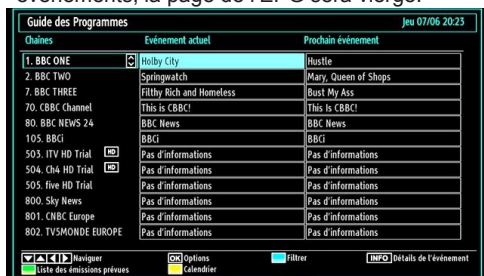 événements, la page de l'EPG sera vierge.
Guide des Programmes Jeu 07/06 20:23
Chaînes Evénement actuel Prochain événement
1. BBC ONE Holby City Hustle
2. BBC TWO Springwatch Mary, Queen of Shops
7. BBC THREE Filthy Rich and Homeless Bust My Ass
70. CBBC Channel This is CBBC! This Is CBBC!
80. BBC NEWS 24 BBC News BBC News
105. BBCi BBCi BBCi
503. ITV HD Trial HD Pas d'informations Pas d'informations
504. Ch4 HD Trial HD Pas d'informations Pas d'informations
505. five HD Trial Pas d'informations Pas d'informations
800. Sky News Pas d'informations Pas d'informations
801. CNBC Europe Pas d'informations Pas d'informations
802. TV5MONDE EUROPE Pas d'informations Pas d'informations
Naviguer OK Options Filtrer INFO Détails de l'événement
Liste des émissions prévues Calendrier